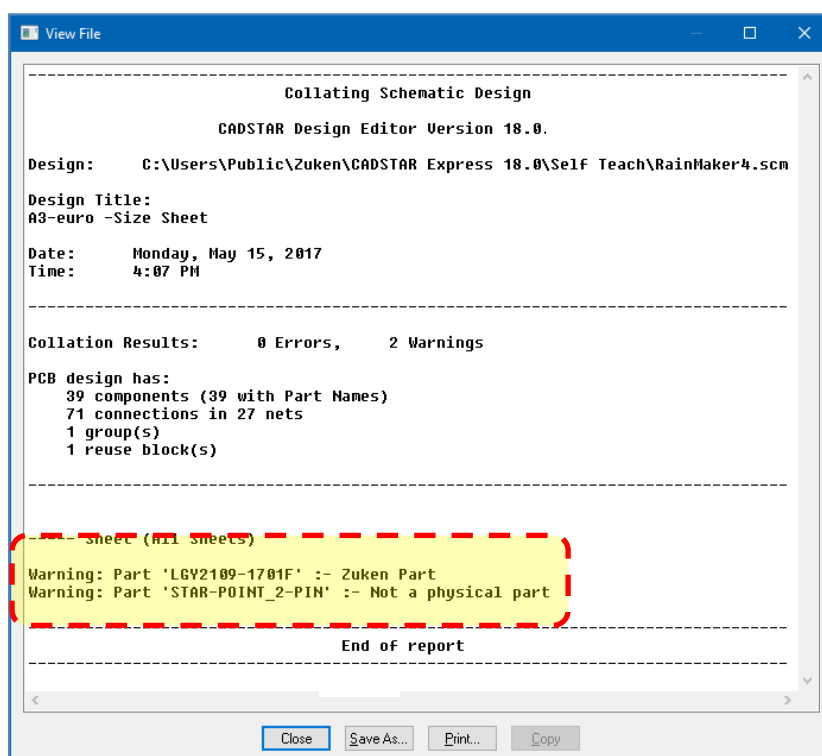 View File
--------------------------------------------------------------------------------
Collating Schematic Design
CADSTAR Design Editor Version 18.0.
Design: C:\Users\Public\Zuken\CADSTAR Express 18.0\Self Teach\RainMaker4.scm
Design Title:
A3-euro -Size Sheet
Date: Monday, May 15, 2017
Time: 4:07 PM
--------------------------------------------------------------------------------
Collation Results: 0 Errors, 2 Warnings
PCB design has:
39 components (39 with Part Names)
71 connections in 27 nets
1 group(s)
1 reuse block(s)
--------------------------------------------------------------------------------
----- Sheet (All Sheets)
Warning: Part 'LGY2109-1701F' :- Zuken Part
Warning: Part 'STAR-POINT_2-PIN' :- Not a physical part
--------------------------------------------------------------------------------
End of report
--------------------------------------------------------------------------------
Close Save As... Print... Copy